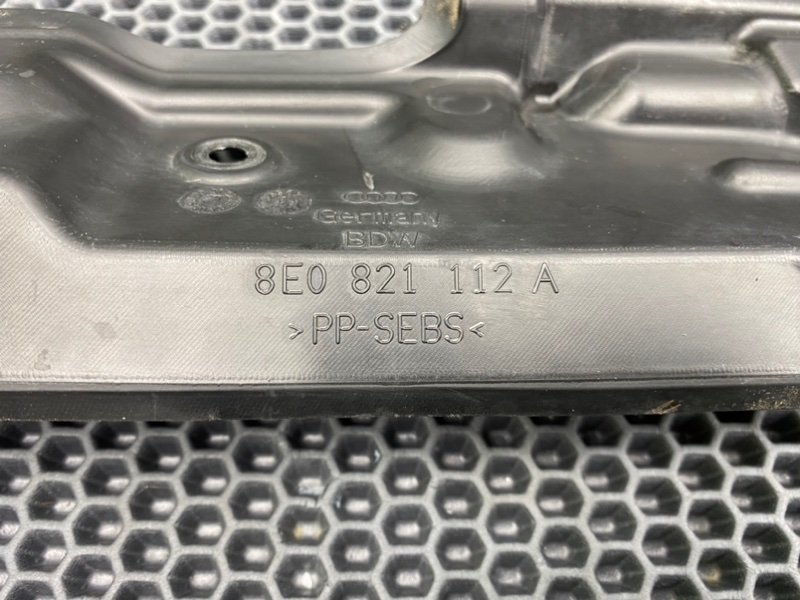 Germany
BDW
8E0 821 112 A
>PP-SEBS<